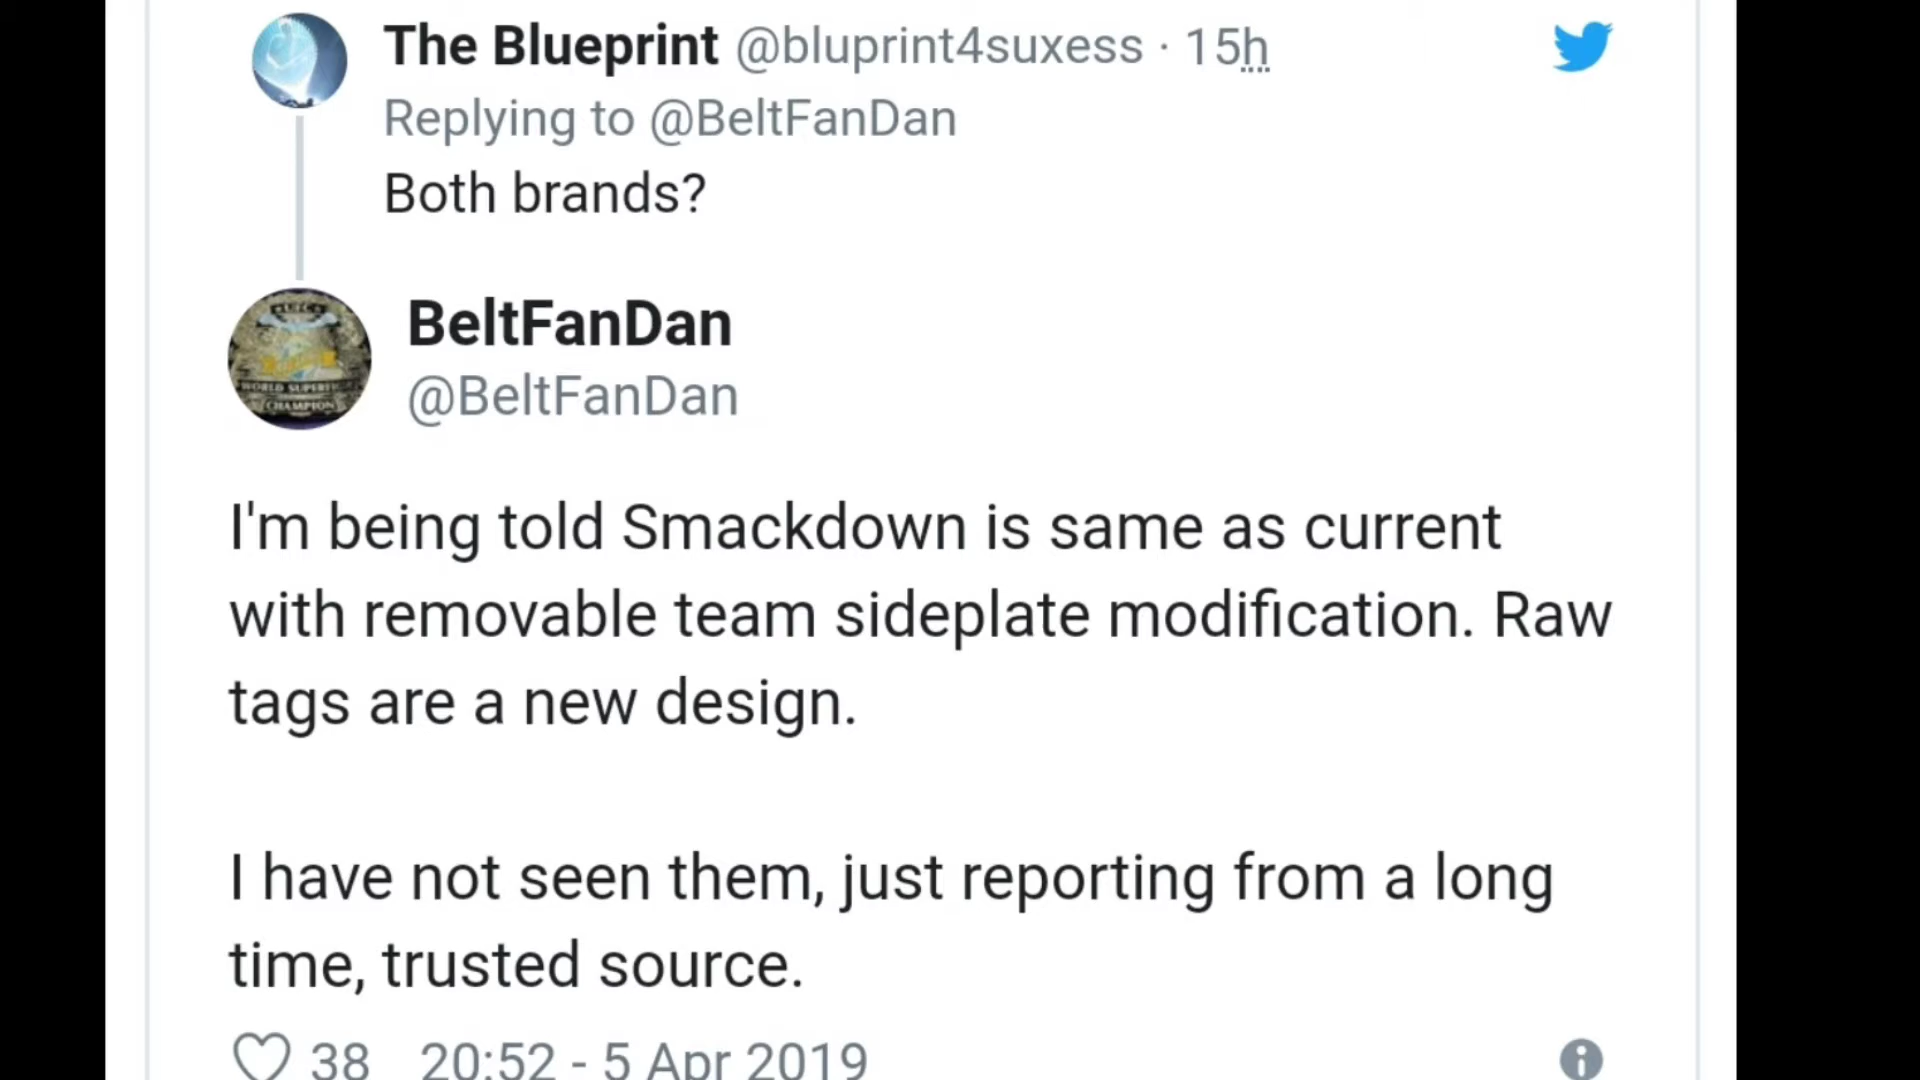 The Blueprint @bluprint4suxess · 15h
Replying to @BeltFanDan
Both brands?
BeltFanDan
@BeltFanDan
I'm being told Smackdown is same as current
with removable team sideplate modification. Raw
tags are a new design.
I have not seen them, just reporting from a long
time, trusted source.
38 20:52 - 5 Apr 2019
WORLD
CHAMPION